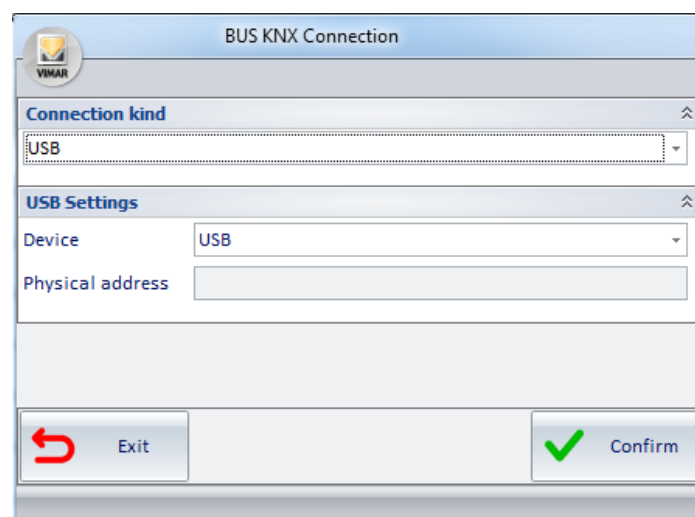 BUS KNX Connection
VIMAR
Connection kind
USB
USB Settings
Device USB
Physical address
Exit Confirm